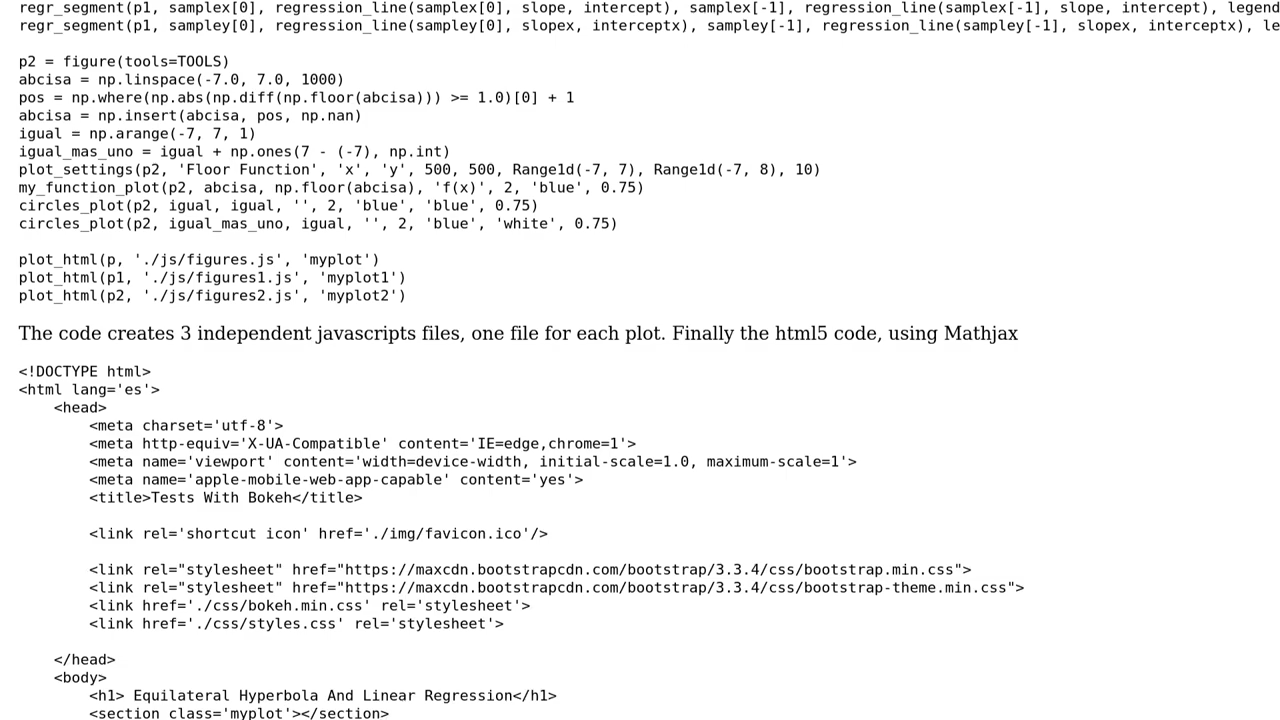 regr_segment(p1, samplex[0], regression_line(samplex[0], slope, intercept), samplex[-1], regression_line(samplex[-1], slope, intercept), legend
regr_segment(p1, sampley[0], regression_line(sampley[0], slopex, interceptx), sampley[-1], regression_line(sampley[-1], slopex, interceptx), le
p2 = figure(tools=TOOLS)
abcisa = np.linspace(-7.0, 7.0, 1000)
pos = np.where(np.abs(np.diff(np.floor(abcisa))) >= 1.0)[0] + 1
abcisa = np.insert(abcisa, pos, np.nan)
igual = np.arange(-7, 7, 1)
igual_mas_uno = igual + np.ones(7 - (-7), np.int)
plot_settings(p2, 'Floor Function', 'x', 'y', 500, 500, Range1d(-7, 7), Range1d(-7, 8), 10)
my_function_plot(p2, abcisa, np.floor(abcisa), 'f(x)', 2, 'blue', 0.75)
circles_plot(p2, igual, igual, '', 2, 'blue', 'blue', 0.75)
circles_plot(p2, igual_mas_uno, igual, '', 2, 'blue', 'white', 0.75)
plot_html(p, './js/figures.js', 'myplot')
plot_html(p1, './js/figures1.js', 'myplot1')
plot_html(p2, './js/figures2.js', 'myplot2')
The code creates 3 independent javascripts files, one file for each plot. Finally the html5 code, using Mathjax
<!DOCTYPE html>
<html lang='es'>
<head>
<meta charset='utf-8'>
<meta http-equiv='X-UA-Compatible' content='IE=edge,chrome=1'>
<meta name='viewport' content='width=device-width, initial-scale=1.0, maximum-scale=1'>
<meta name='apple-mobile-web-app-capable' content='yes'>
<title>Tests With Bokeh</title>
<link rel='shortcut icon' href='./img/favicon.ico'/>
<link rel="stylesheet" href="https://maxcdn.bootstrapcdn.com/bootstrap/3.3.4/css/bootstrap.min.css">
<link rel="stylesheet" href="https://maxcdn.bootstrapcdn.com/bootstrap/3.3.4/css/bootstrap-theme.min.css">
<link href='./css/bokeh.min.css' rel='stylesheet'>
<link href='./css/styles.css' rel='stylesheet'>
</head>
<body>
<h1> Equilateral Hyperbola And Linear Regression</h1>
<section class='myplot'></section>